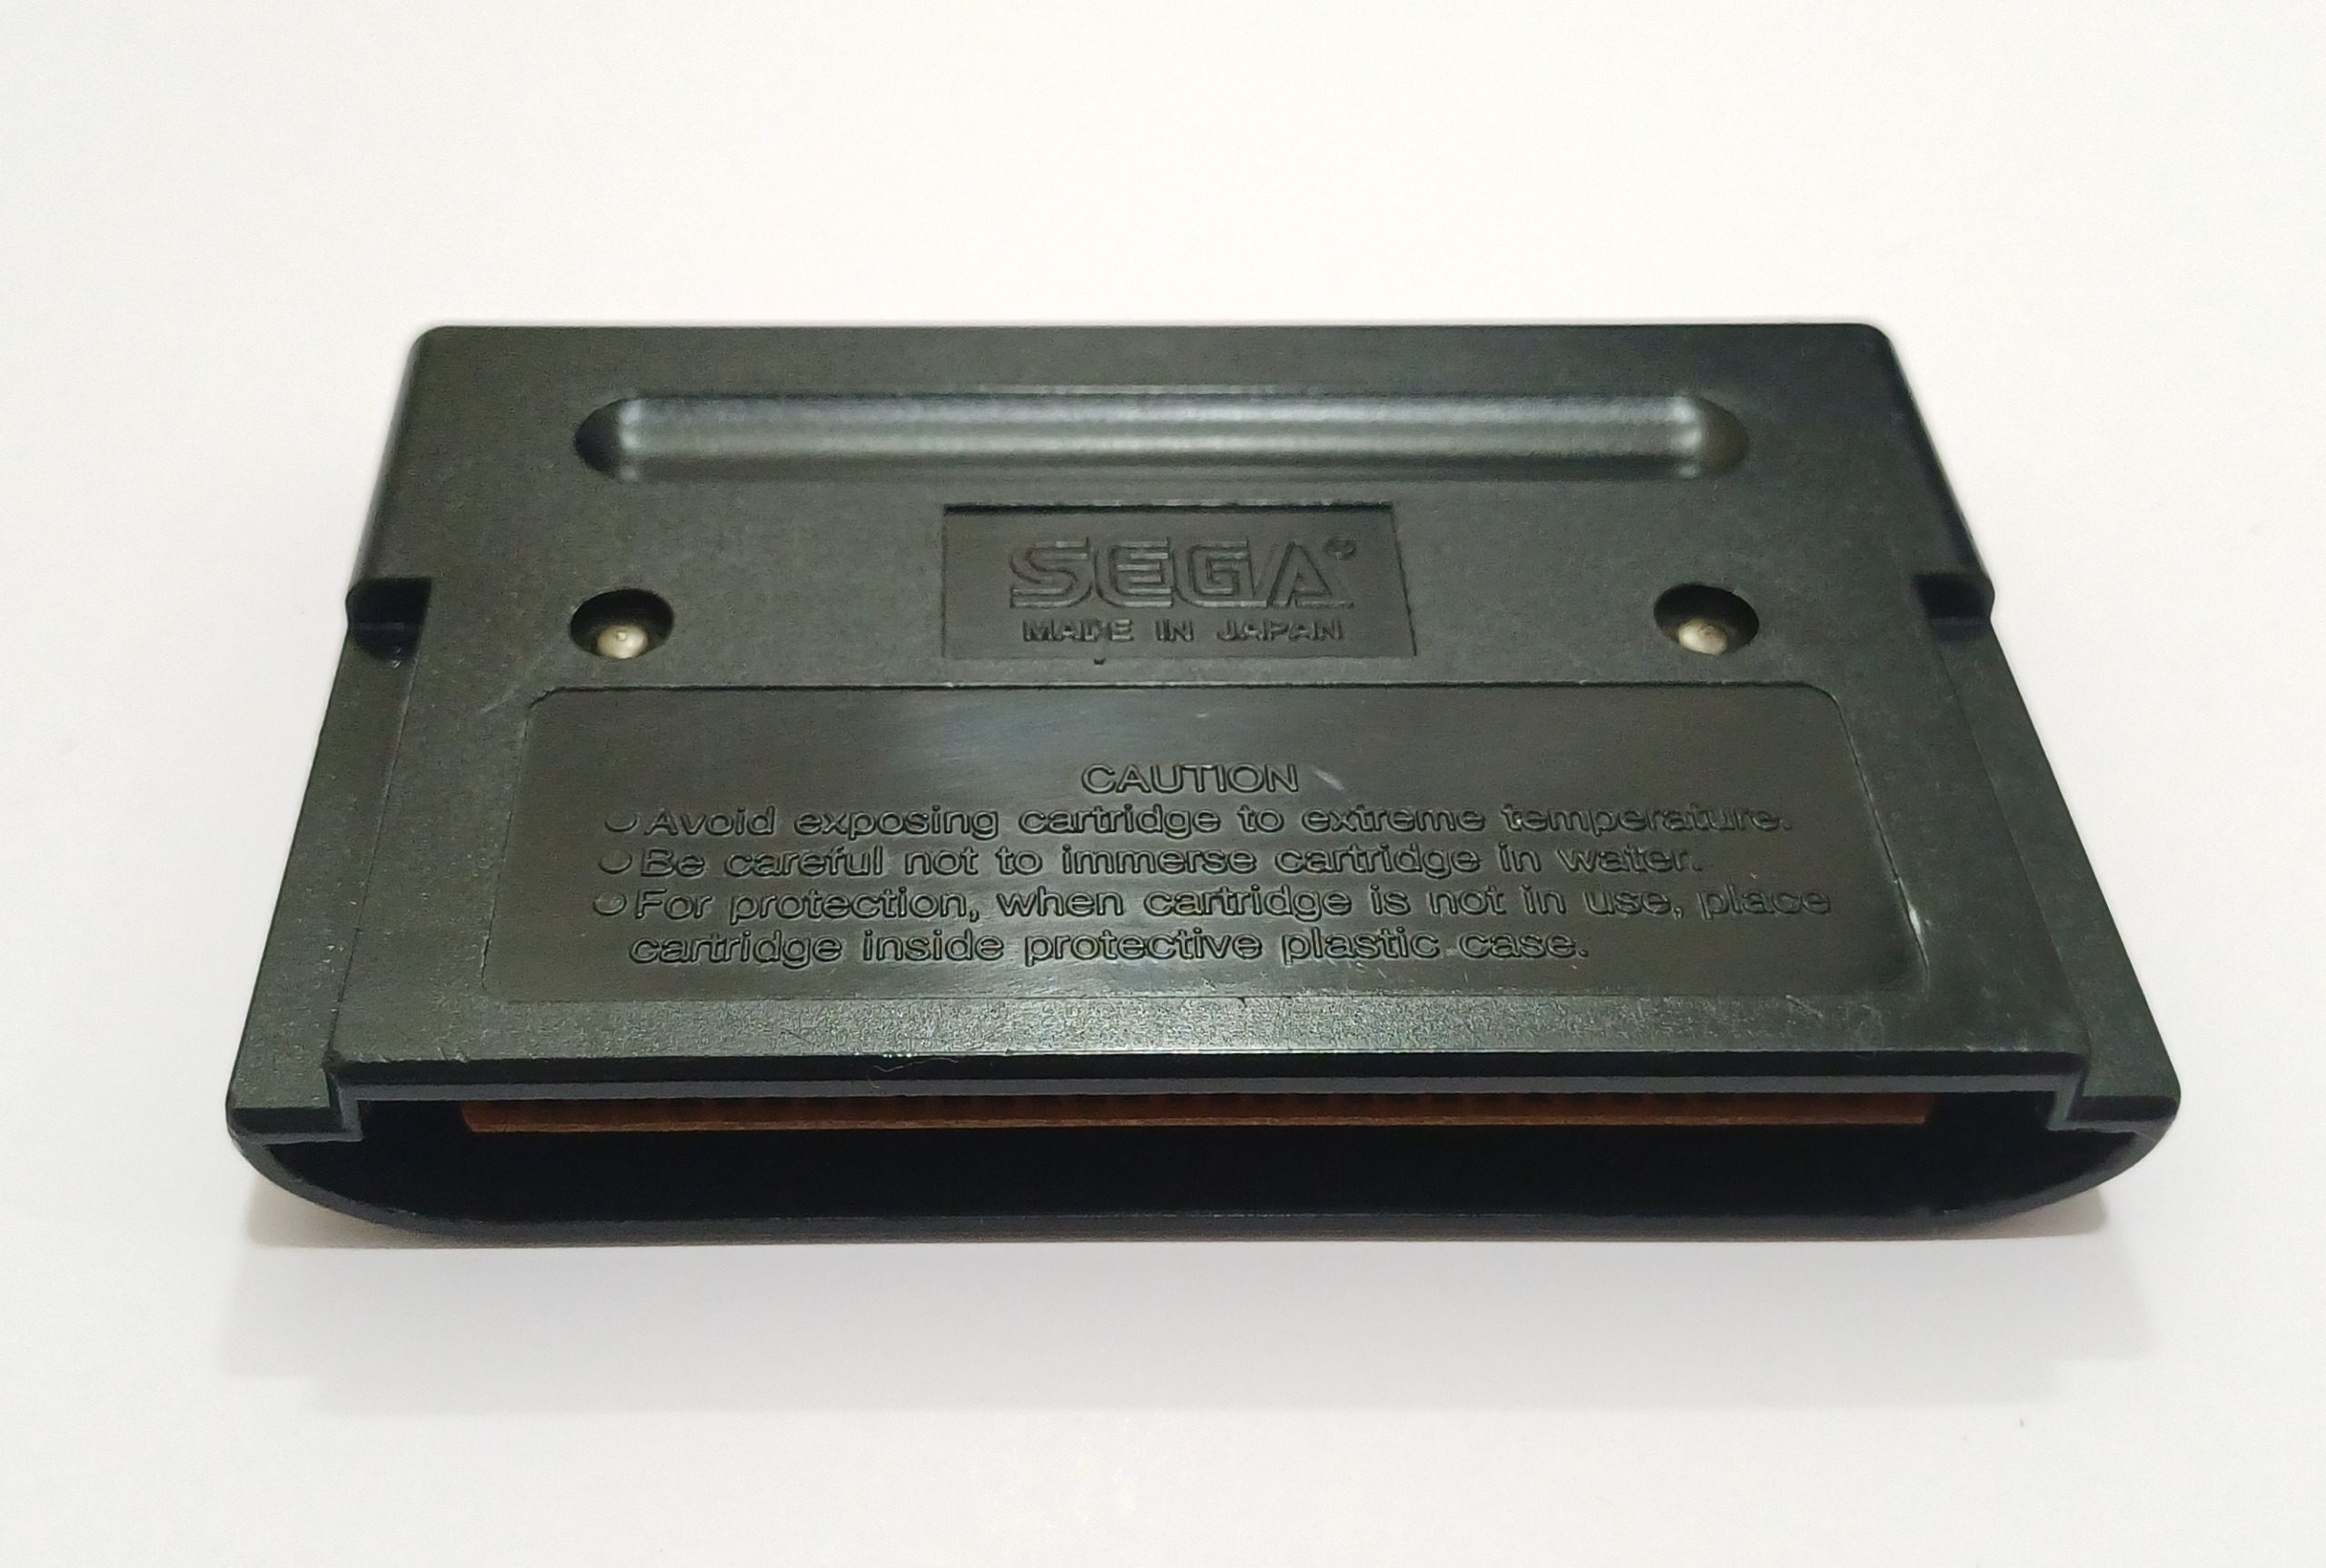 SEGA®
MADE IN JAPAN
CAUTION
●Avoid exposing cartridge to extreme temperature.
●Be careful not to immerse cartridge in water.
●For protection, when cartridge is not in use, place
cartridge inside protective plastic case.